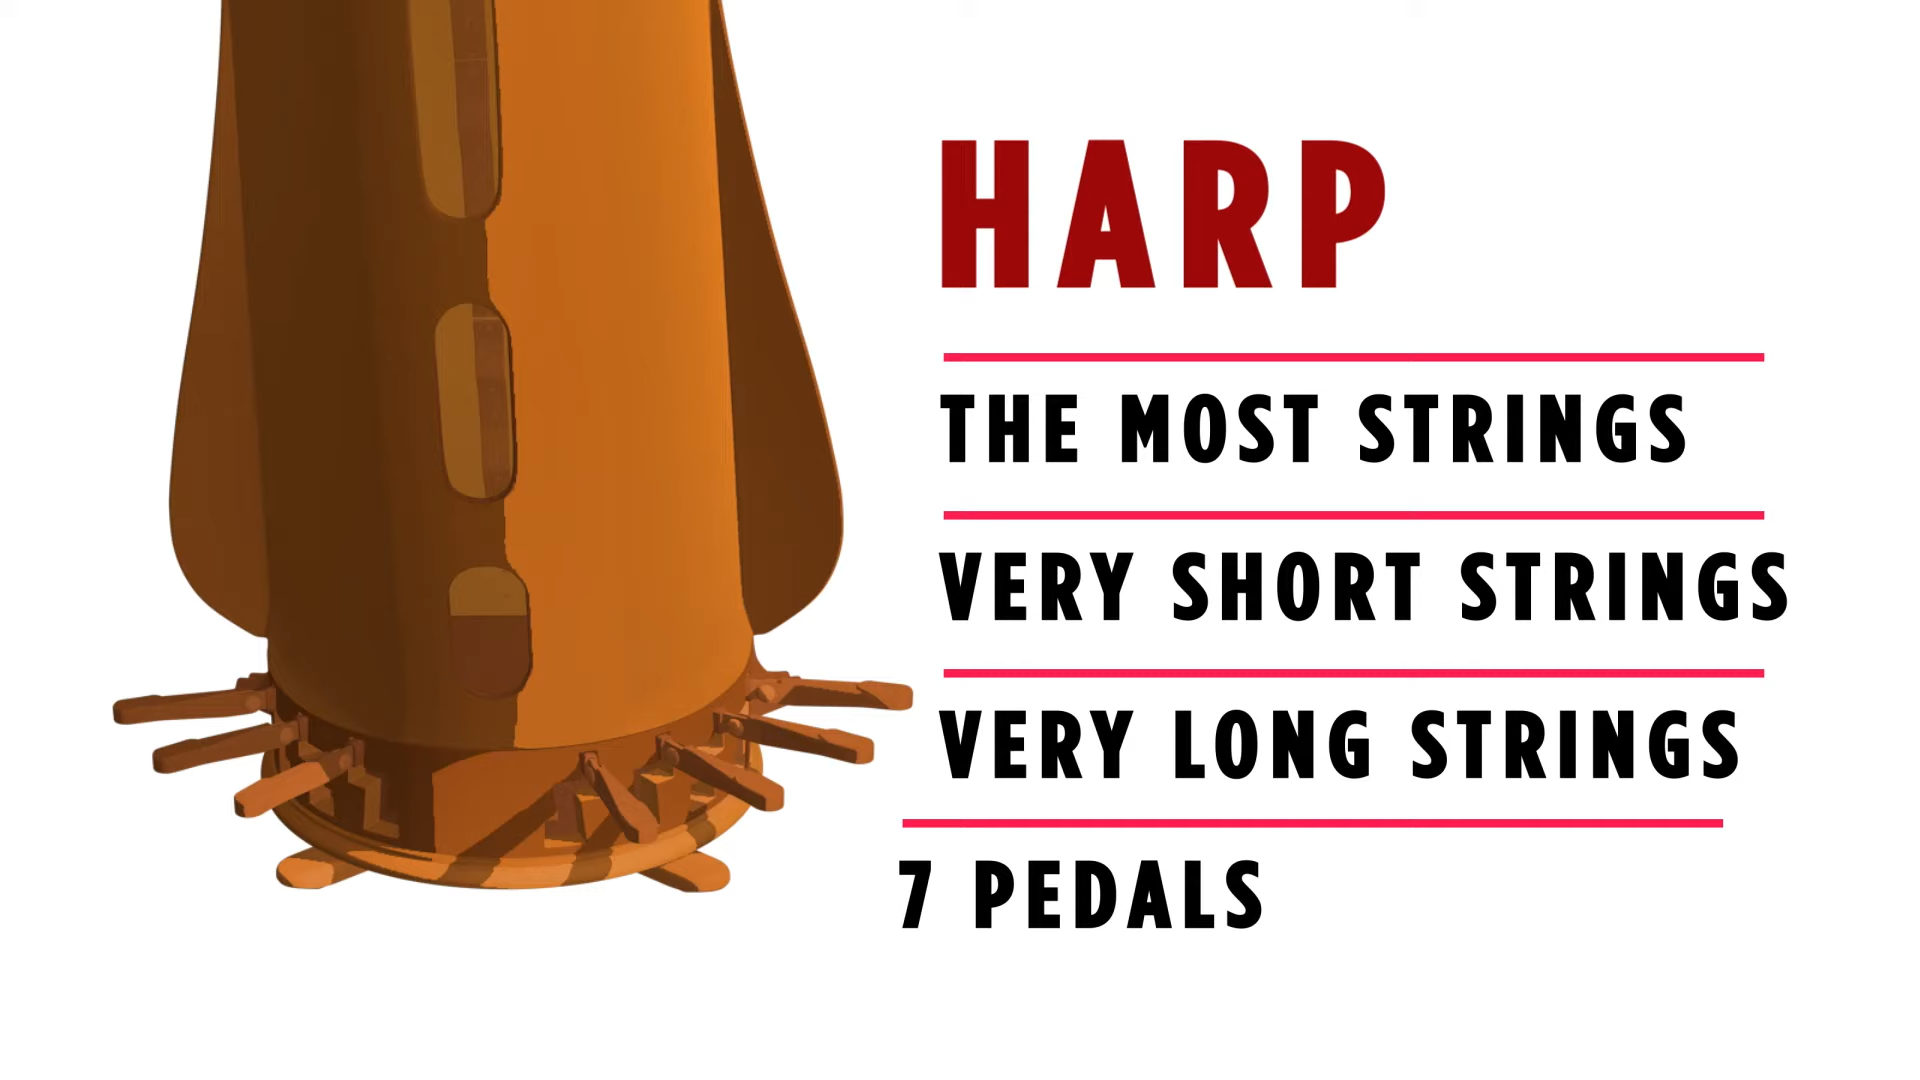 HARP
THE MOST STRINGS
VERY SHORT STRINGS
VERY LONG STRINGS
7 PEDALS